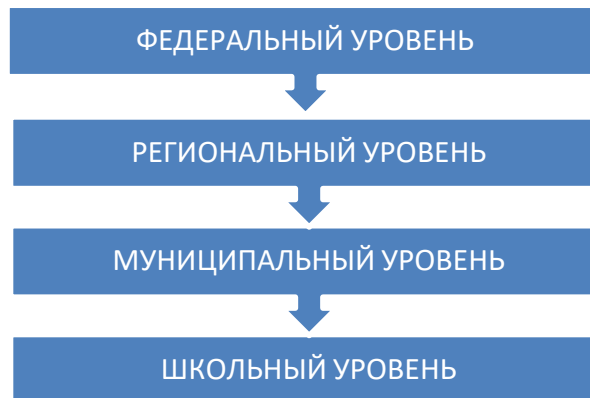 ФЕДЕРАЛЬНЫЙ УРОВЕНЬ
РЕГИОНАЛЬНЫЙ УРОВЕНЬ
МУНИЦИПАЛЬНЫЙ УРОВЕНЬ
ШКОЛЬНЫЙ УРОВЕНЬ